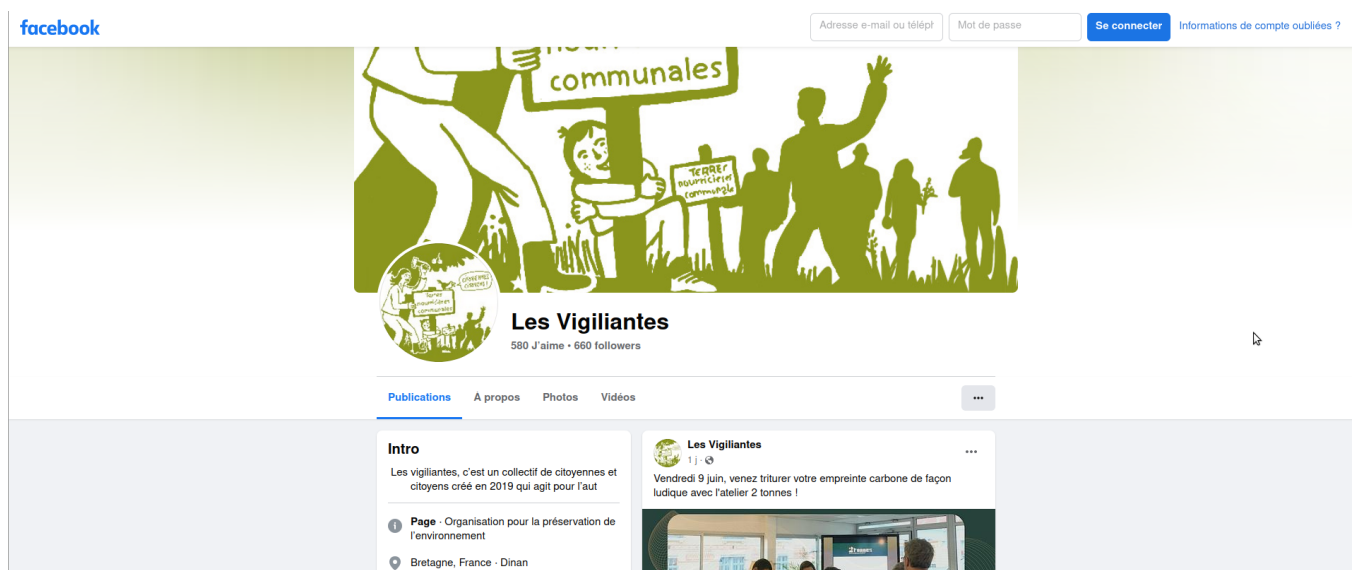 facebook
Adresse e-mail ou téléph
Mot de passe
Se connecter
Informations de compte oubliées ?
communales
TERRES
nourricières
communale
Terres
nourricières
communales
Les Vigiliantes
580 J'aime • 660 followers
Publications
À propos
Photos
Vidéos
Intro
Les vigiliantes, c'est un collectif de citoyennes et
citoyens créé en 2019 qui agit pour l'aut
Page · Organisation pour la préservation de
l'environnement
Bretagne, France · Dinan
Les Vigiliantes
1 j ·
Vendredi 9 juin, venez triturer votre empreinte carbone de façon
ludique avec l'atelier 2 tonnes !